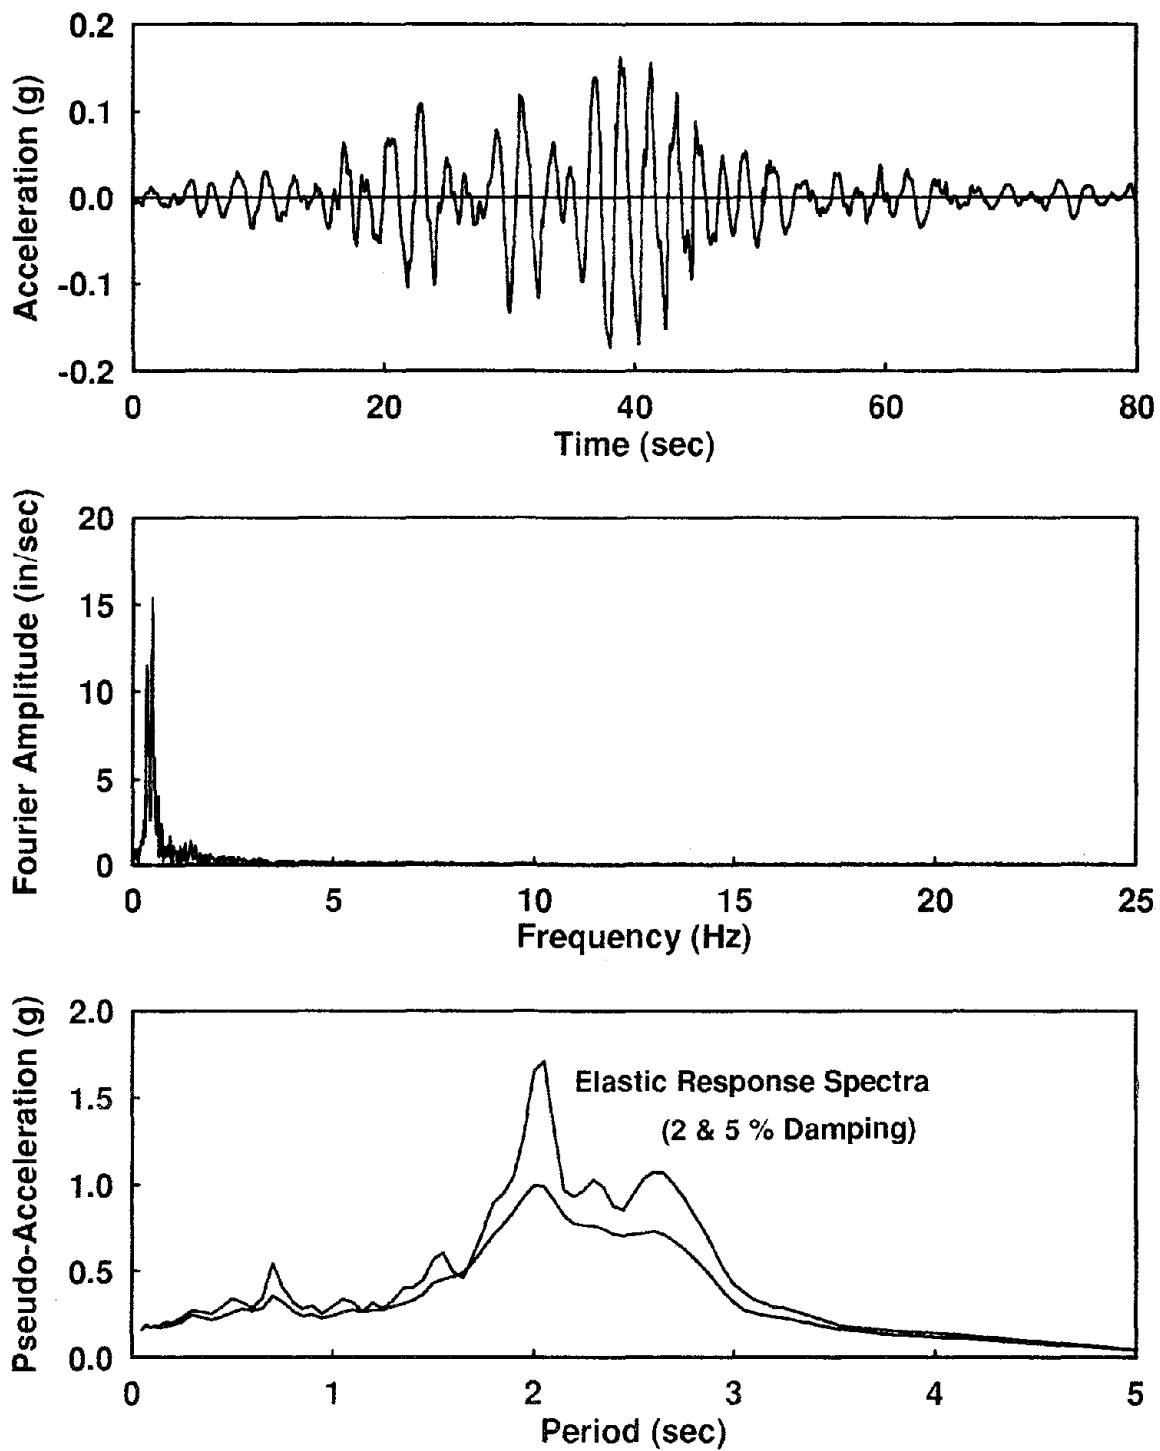 0.2
0.1
0.0
-0.1
-0.2
Acceleration (g)
0 20 40 60 80
Time (sec)
20
15
10
5
0
Fourier Amplitude (in/sec)
0 5 10 15 20 25
Frequency (Hz)
2.0
1.5
1.0
0.5
0.0
Pseudo-Acceleration (g)
Elastic Response Spectra
(2 & 5 % Damping)
0 1 2 3 4 5
Period (sec)